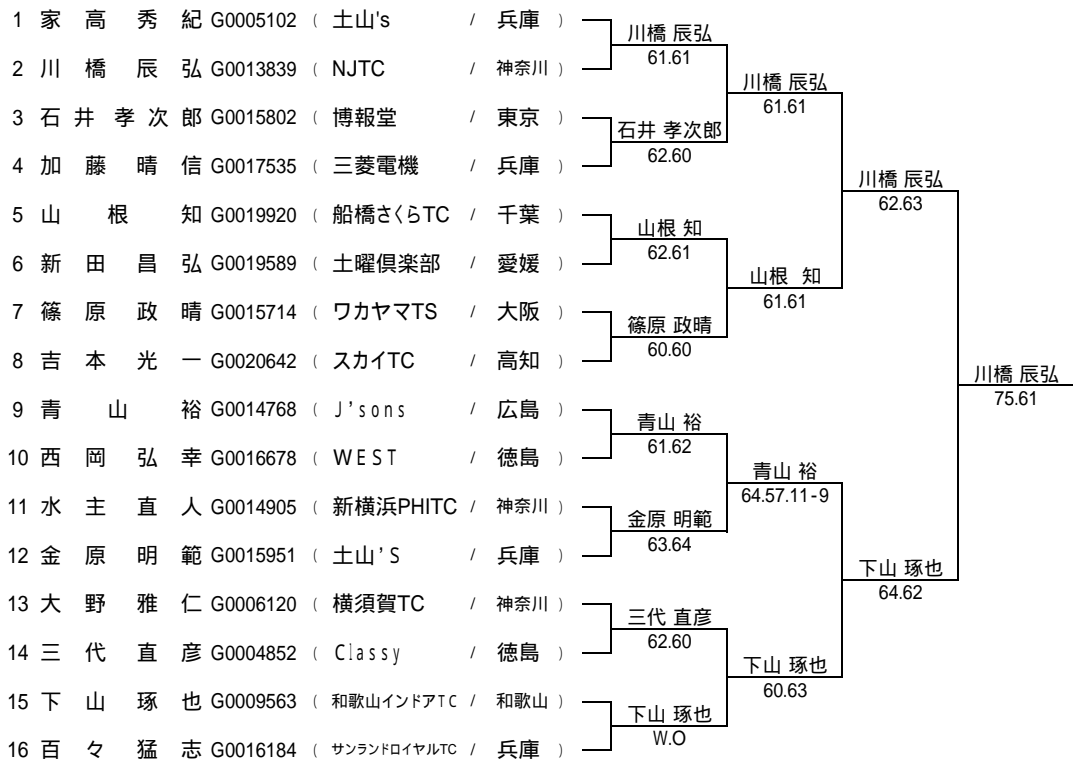 1 家 高 秀 紀 G0005102 ( 土山's / 兵庫 )
川橋 辰弘
61.61
2 川 橋 辰 弘 G0013839 ( NJTC / 神奈川 )
川橋 辰弘
61.61
3 石 井 孝 次 郎 G0015802 ( 博報堂 / 東京 )
石井 孝次郎
62.60
4 加 藤 晴 信 G0017535 ( 三菱電機 / 兵庫 )
川橋 辰弘
62.63
5 山 根 知 G0019920 ( 船橋さくらTC / 千葉 )
山根 知
62.61
6 新 田 昌 弘 G0019589 ( 土曜倶楽部 / 愛媛 )
山根 知
61.61
7 篠 原 政 晴 G0015714 ( ワカヤマTS / 大阪 )
篠原 政晴
60.60
8 吉 本 光 一 G0020642 ( スカイTC / 高知 )
川橋 辰弘
75.61
9 青 山 裕 G0014768 ( J'sons / 広島 )
青山 裕
61.62
10 西 岡 弘 幸 G0016678 ( WEST / 徳島 )
青山 裕
64.57.11-9
11 水 主 直 人 G0014905 ( 新横浜PHITC / 神奈川 )
金原 明範
63.64
12 金 原 明 範 G0015951 ( 土山'S / 兵庫 )
下山 琢也
64.62
13 大 野 雅 仁 G0006120 ( 横須賀TC / 神奈川 )
三代 直彦
62.60
14 三 代 直 彦 G0004852 ( Classy / 徳島 )
下山 琢也
60.63
15 下 山 琢 也 G0009563 ( 和歌山インドアTC / 和歌山 )
下山 琢也
W.O
16 百 々 猛 志 G0016184 ( サンランドロイヤルTC / 兵庫 )